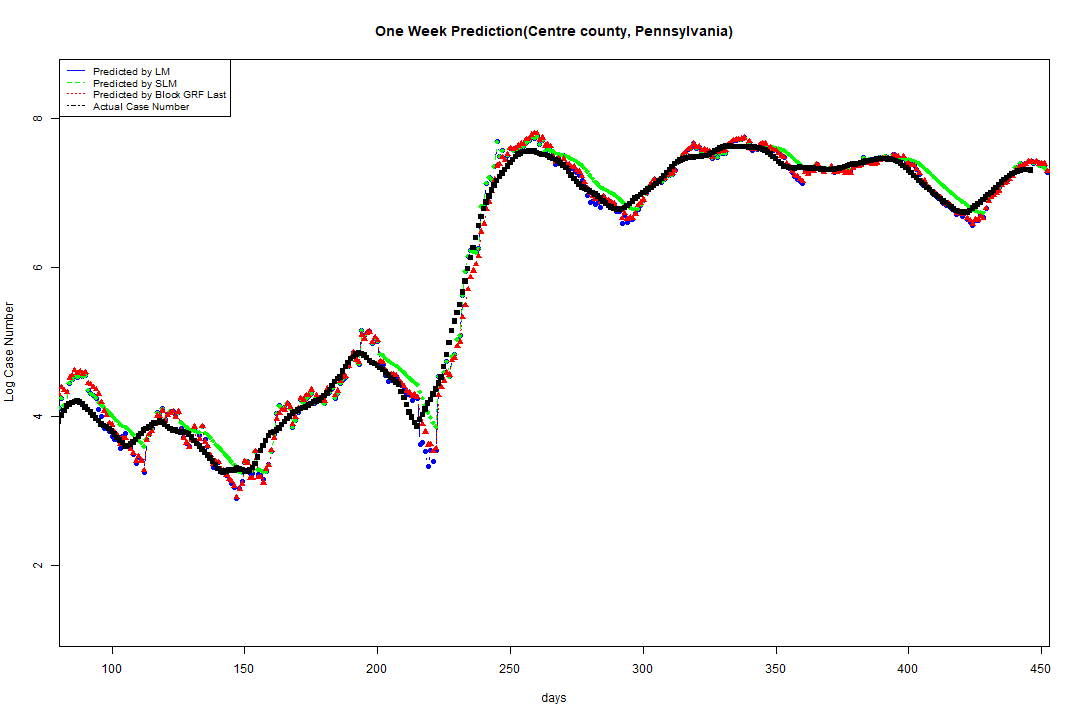 One Week Prediction(Centre county, Pennsylvania)
Predicted by LM
Predicted by SLM
Predicted by Block GRF Last
Actual Case Number
8
6
4
2
Log Case Number
100 150 200 250 300 350 400 450
days